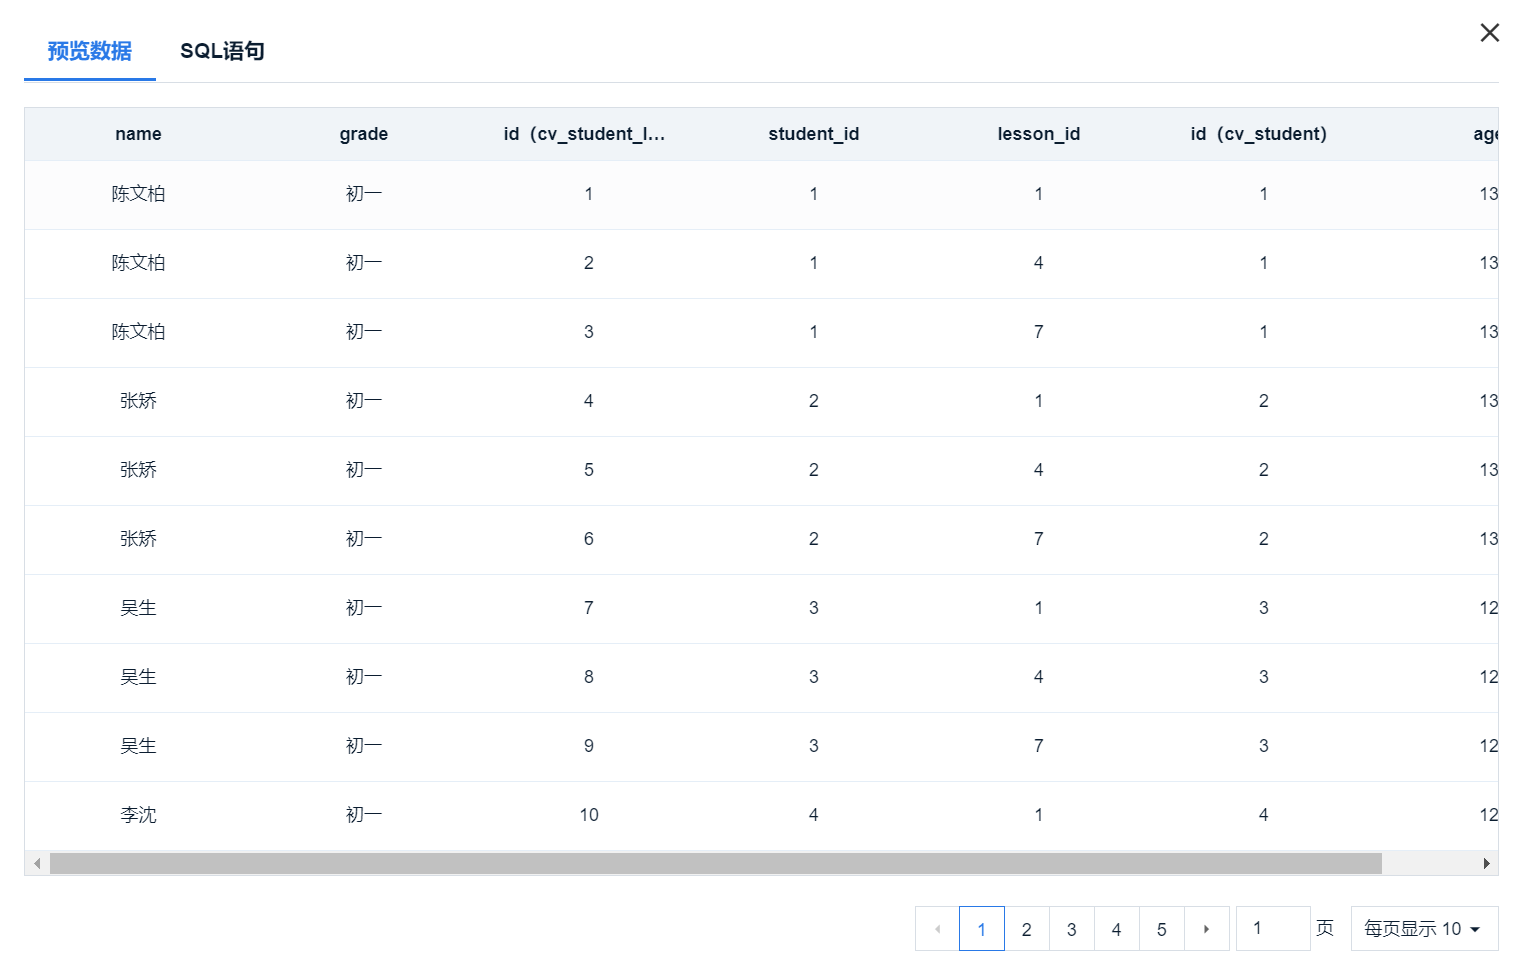 预览数据 SQL语句
name grade id（cv_student_l... student_id lesson_id id（cv_student） age
陈文柏 初一 1 1 1 1 13
陈文柏 初一 2 1 4 1 13
陈文柏 初一 3 1 7 1 13
张矫 初一 4 2 1 2 13
张矫 初一 5 2 4 2 13
张矫 初一 6 2 7 2 13
吴生 初一 7 3 1 3 12
吴生 初一 8 3 4 3 12
吴生 初一 9 3 7 3 12
李沈 初一 10 4 1 4 12
1 2 3 4 5 1 页 每页显示 10